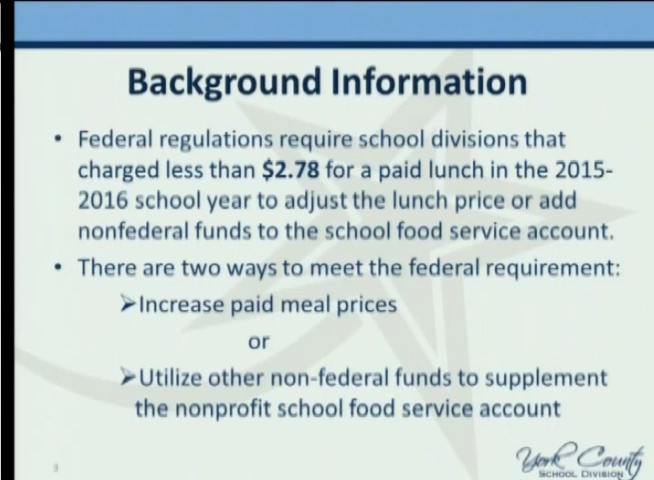 Background Information
• Federal regulations require school divisions that
charged less than $2.78 for a paid lunch in the 2015-
2016 school year to adjust the lunch price or add
nonfederal funds to the school food service account.
• There are two ways to meet the federal requirement:
➢Increase paid meal prices
or
➢Utilize other non-federal funds to supplement
the nonprofit school food service account
York County
SCHOOL DIVISION